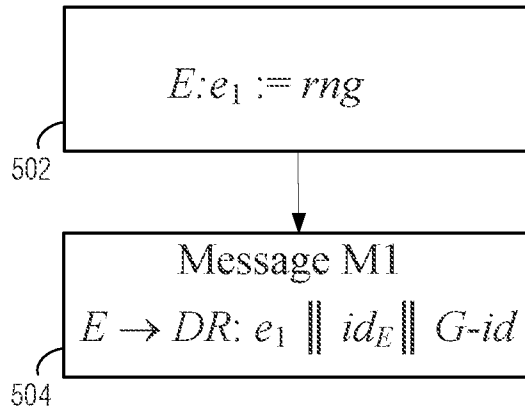 E: e₁ := rng
502
Message M1
E → DR: e₁ ‖ id_E ‖ G-id
504